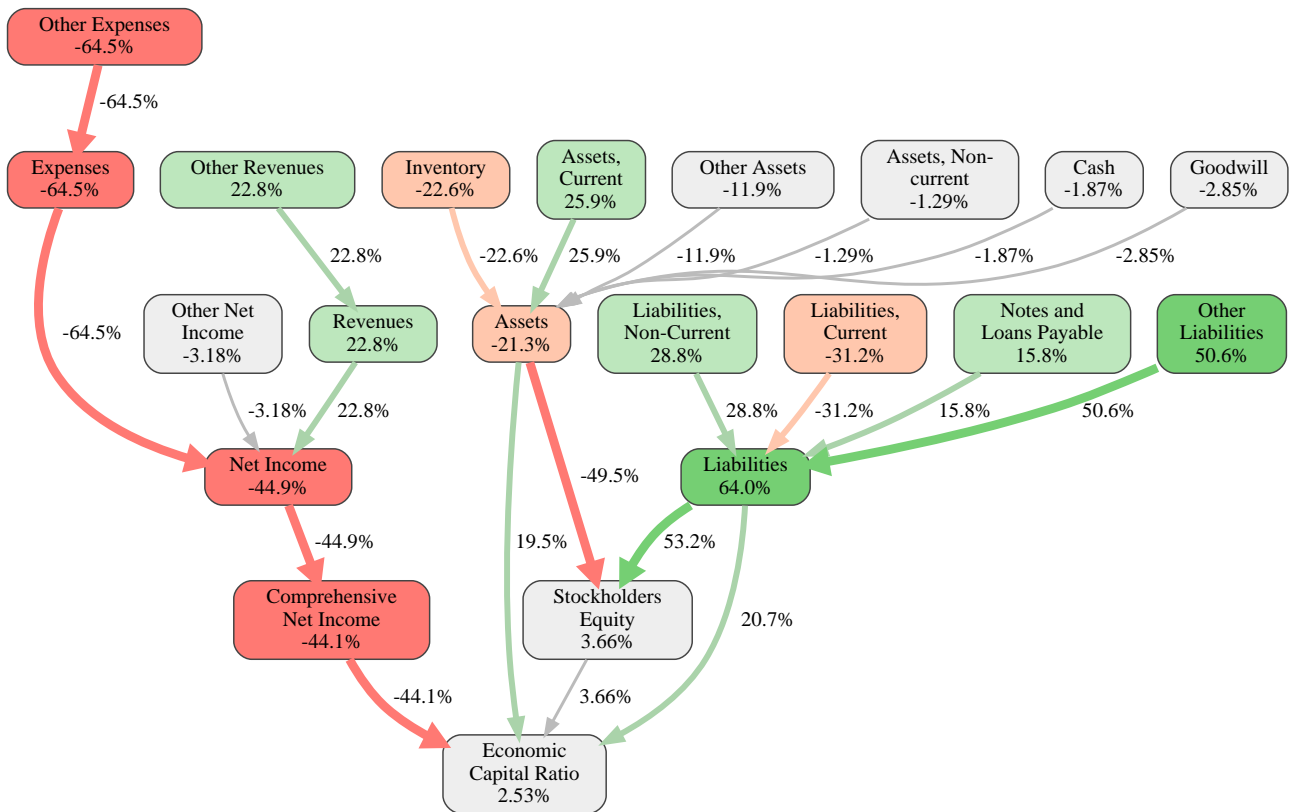 Other Expenses
-64.5%
-64.5%
Expenses
-64.5%
Other Revenues
22.8%
Inventory
-22.6%
Assets,
Current
25.9%
Other Assets
-11.9%
Assets, Non-
current
-1.29%
Cash
-1.87%
Goodwill
-2.85%
22.8%
-22.6%
25.9%
-11.9%
-1.29%
-1.87%
-2.85%
-64.5%
Other Net
Income
-3.18%
Revenues
22.8%
Assets
-21.3%
Liabilities,
Non-Current
28.8%
Liabilities,
Current
-31.2%
Notes and
Loans Payable
15.8%
Other
Liabilities
50.6%
-3.18%
22.8%
28.8%
-31.2%
15.8%
50.6%
Net Income
-44.9%
-49.5%
Liabilities
64.0%
-44.9%
19.5%
53.2%
Comprehensive
Net Income
-44.1%
Stockholders
Equity
3.66%
20.7%
-44.1%
3.66%
Economic
Capital Ratio
2.53%